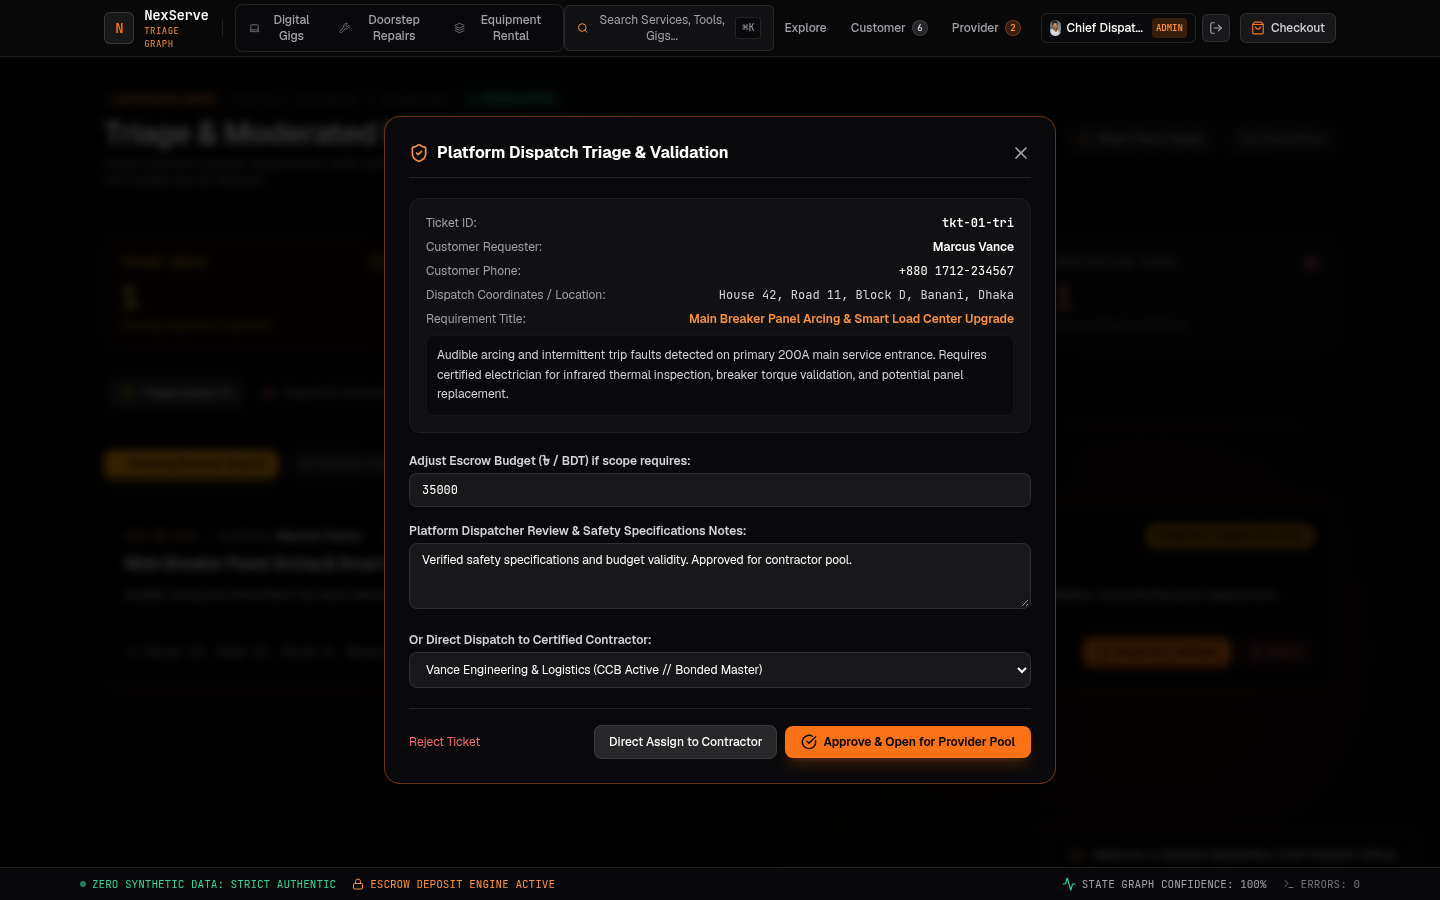 N
NexServe
TRIAGE
GRAPH
Digital
Gigs
Doorstep
Repairs
Equipment
Rental
Search Services, Tools,
Gigs...
⌘K
Explore
Customer 6
Provider 2
Chief Dispat... ADMIN
Checkout
Triage & Moderated
Platform Dispatch Triage & Validation
Ticket ID: tkt-01-tri
Customer Requester: Marcus Vance
Customer Phone: +880 1712-234567
Dispatch Coordinates / Location: House 42, Road 11, Block D, Banani, Dhaka
Requirement Title: Main Breaker Panel Arcing & Smart Load Center Upgrade
Audible arcing and intermittent trip faults detected on primary 200A main service entrance. Requires
certified electrician for infrared thermal inspection, breaker torque validation, and potential panel
replacement.
Adjust Escrow Budget (৳ / BDT) if scope requires:
35000
Platform Dispatcher Review & Safety Specifications Notes:
Verified safety specifications and budget validity. Approved for contractor pool.
Or Direct Dispatch to Certified Contractor:
Vance Engineering & Logistics (CCB Active // Bonded Master)
Reject Ticket
Direct Assign to Contractor
Approve & Open for Provider Pool
ZERO SYNTHETIC DATA: STRICT AUTHENTIC
ESCROW DEPOSIT ENGINE ACTIVE
STATE GRAPH CONFIDENCE: 100%
ERRORS: 0